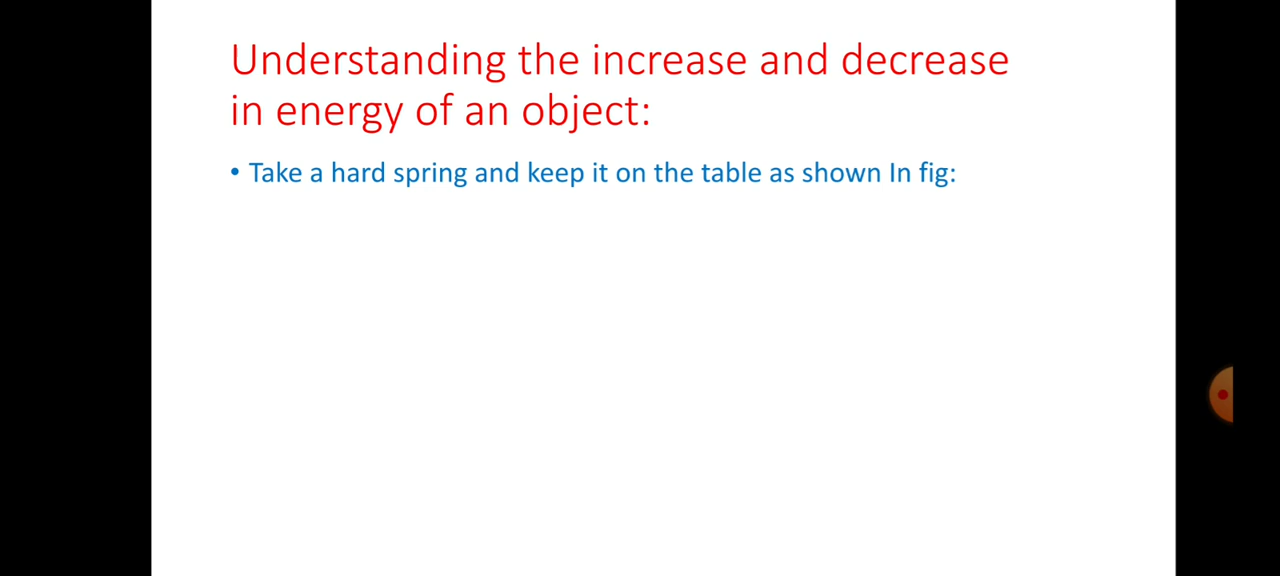 Understanding the increase and decrease
in energy of an object:
• Take a hard spring and keep it on the table as shown In fig: